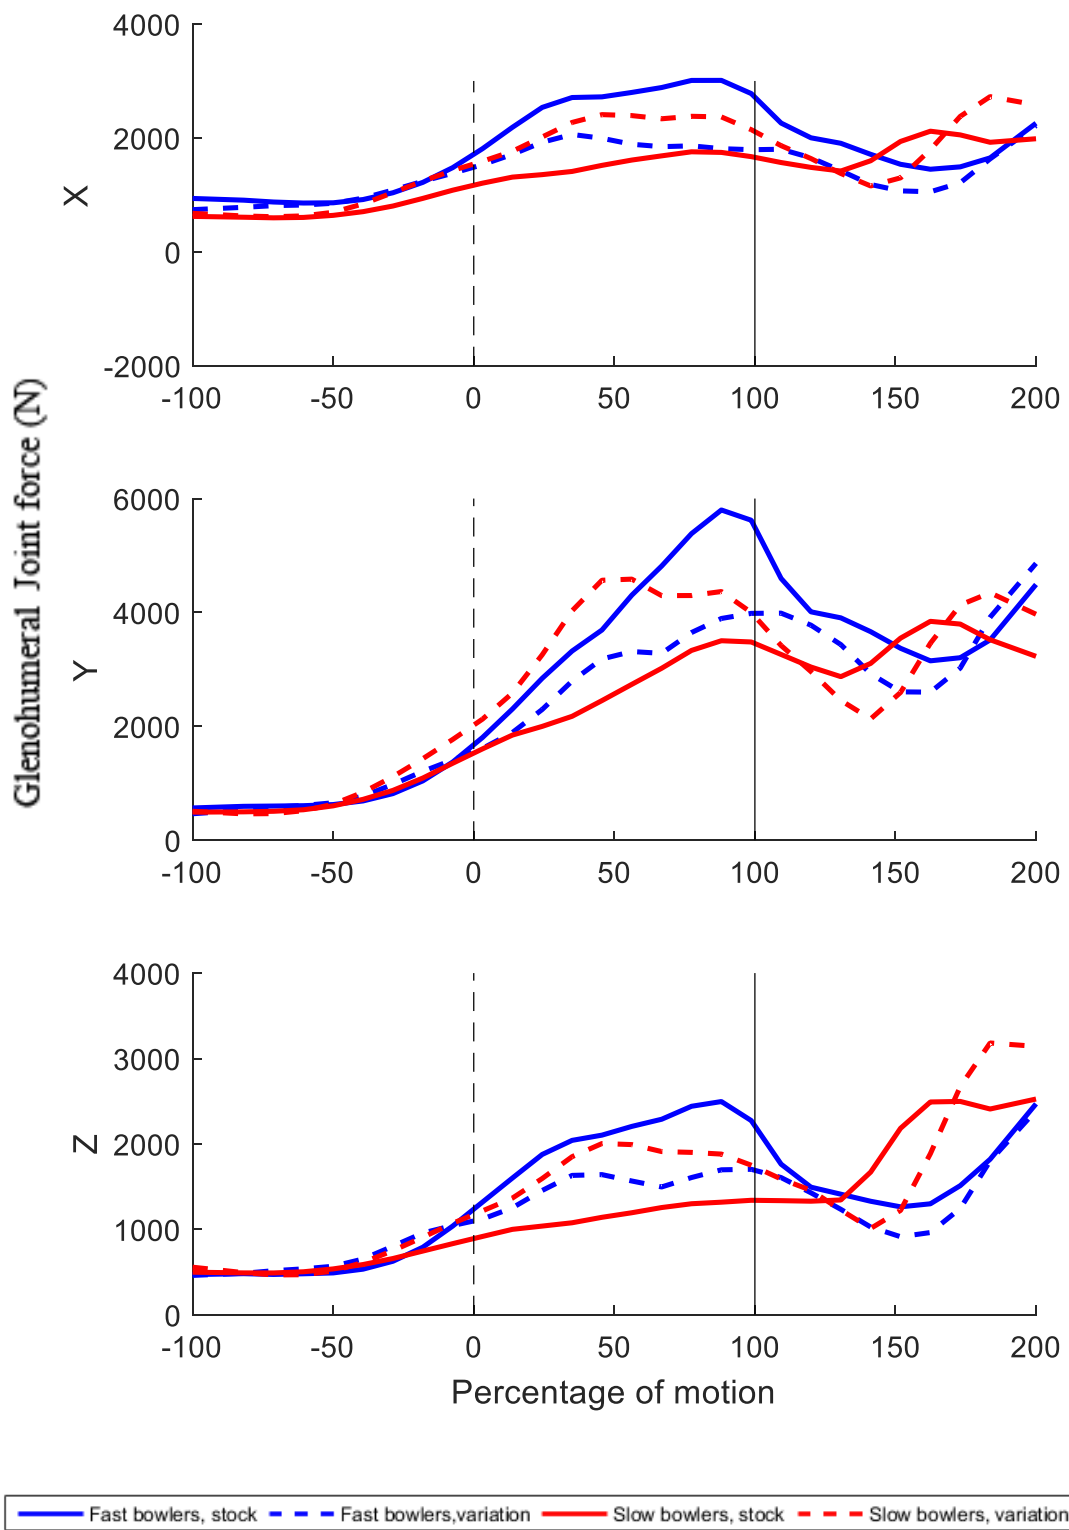 4000
2000
0
-2000
X
-100 -50 0 50 100 150 200
Glenohumeral Joint force (N)
6000
4000
2000
0
Y
-100 -50 0 50 100 150 200
4000
3000
2000
1000
0
Z
-100 -50 0 50 100 150 200
Percentage of motion
Fast bowlers, stock Fast bowlers,variation Slow bowlers, stock Slow bowlers, variation